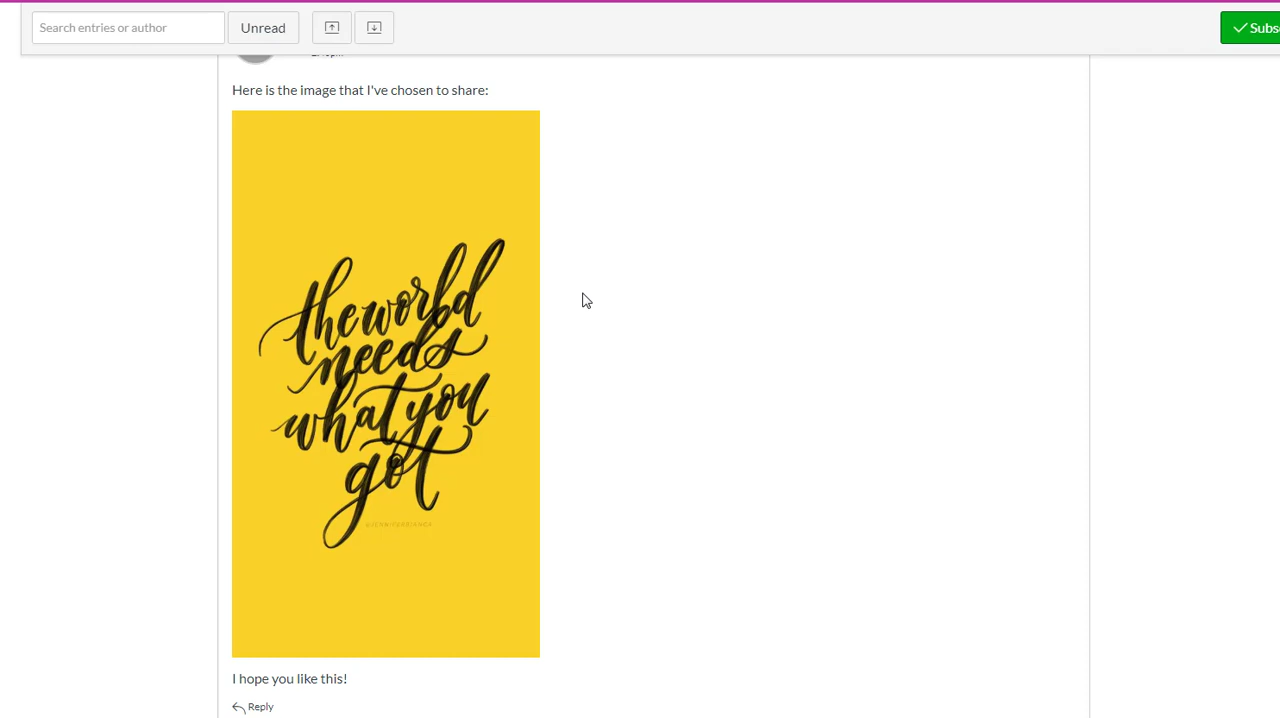 Search entries or author
Unread
Subs
Here is the image that I've chosen to share:
the world
needs
what you
got
I hope you like this!
Reply